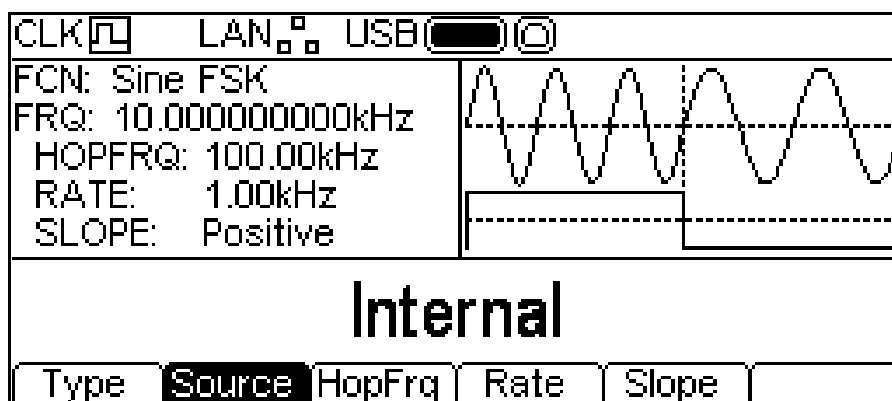 CLK LAN USB
FCN: Sine FSK
FRQ: 10.000000000kHz
HOPFRQ: 100.00kHz
RATE: 1.00kHz
SLOPE: Positive
Internal
Type Source HopFrq Rate Slope